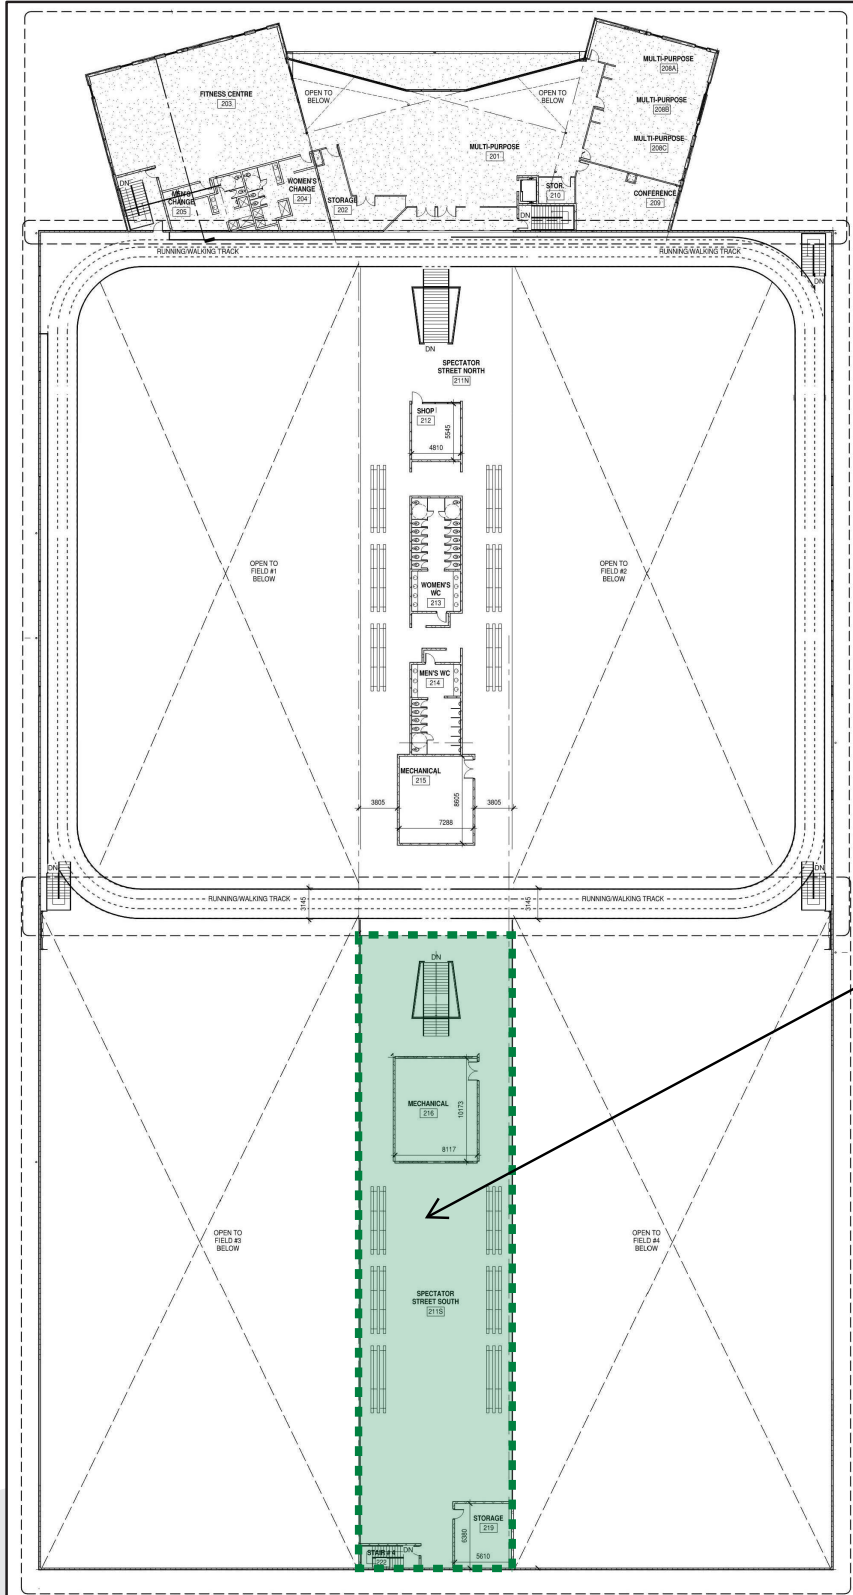 MULTI-PURPOSE
208A
FITNESS CENTRE
203
OPEN TO
BELOW
OPEN TO
BELOW
MULTI-PURPOSE
208B
MULTI-PURPOSE
208C
MULTI-PURPOSE
201
DN
MEN'S
CHANGE
205
WOMEN'S
CHANGE
204
STORAGE
202
STOR.
210
DN
CONFERENCE
209
RUNNING/WALKING TRACK
RUNNING/WALKING TRACK
DN
DN
SPECTATOR
STREET NORTH
211N
SHOP
212
5545
4810
OPEN TO
FIELD #1
BELOW
OPEN TO
FIELD #2
BELOW
WOMEN'S
WC
213
MEN'S WC
214
MECHANICAL
215
3805
8605
3805
7288
DN
DN
RUNNING/WALKING TRACK
3145
3145
RUNNING/WALKING TRACK
DN
MECHANICAL
216
10173
8117
OPEN TO
FIELD #3
BELOW
OPEN TO
FIELD #4
BELOW
SPECTATOR
STREET SOUTH
211S
STORAGE
219
6380
5610
DN
STAIR # 4
222